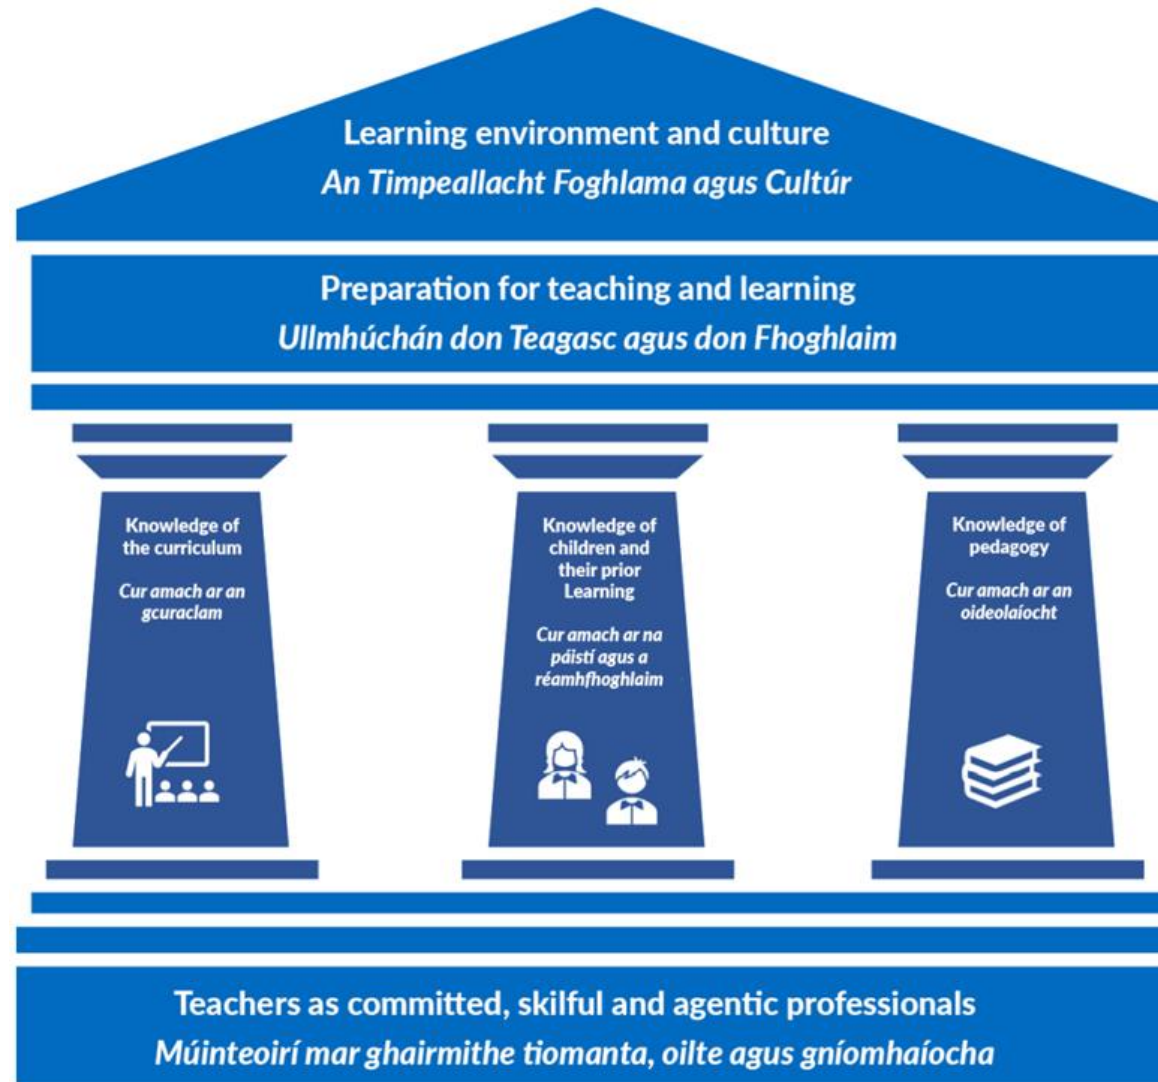 Learning environment and culture
An Timpeallacht Foghlama agus Cultúr
Preparation for teaching and learning
Ullmhúchán don Teagasc agus don Fhoghlaim
Knowledge of
the curriculum
Cur amach ar an
gcuraclam
Knowledge of
children and
their prior
Learning
Cur amach ar na
páistí agus a
réamhfhoghlaim
Knowledge of
pedagogy
Cur amach ar an
oideolaíocht
Teachers as committed, skilful and agentic professionals
Múinteoirí mar ghairmithe tiomanta, oilte agus gníomhaíocha